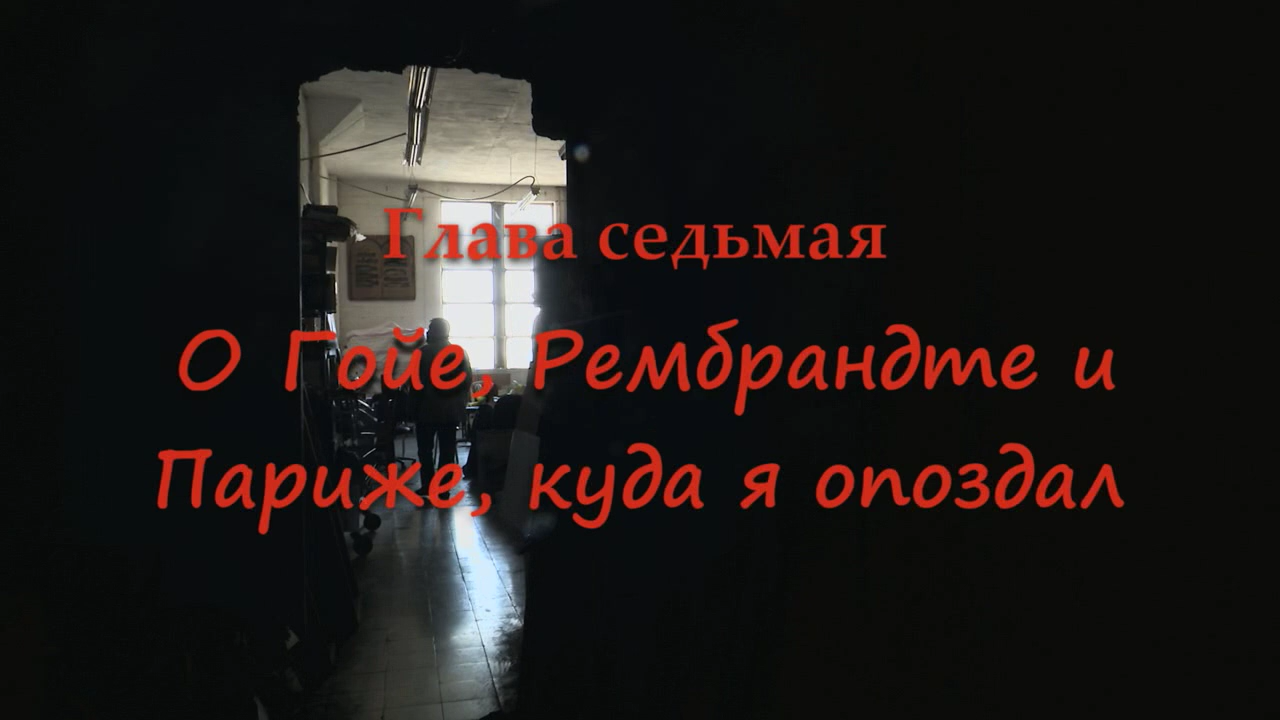 Глава седьмая
О Гойе, Рембрандте и
Париже, куда я опоздал